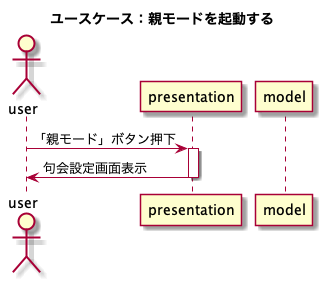 ユースケース：親モードを起動する
user
presentation
model
「親モード」ボタン押下
句会設定画面表示
user
presentation
model